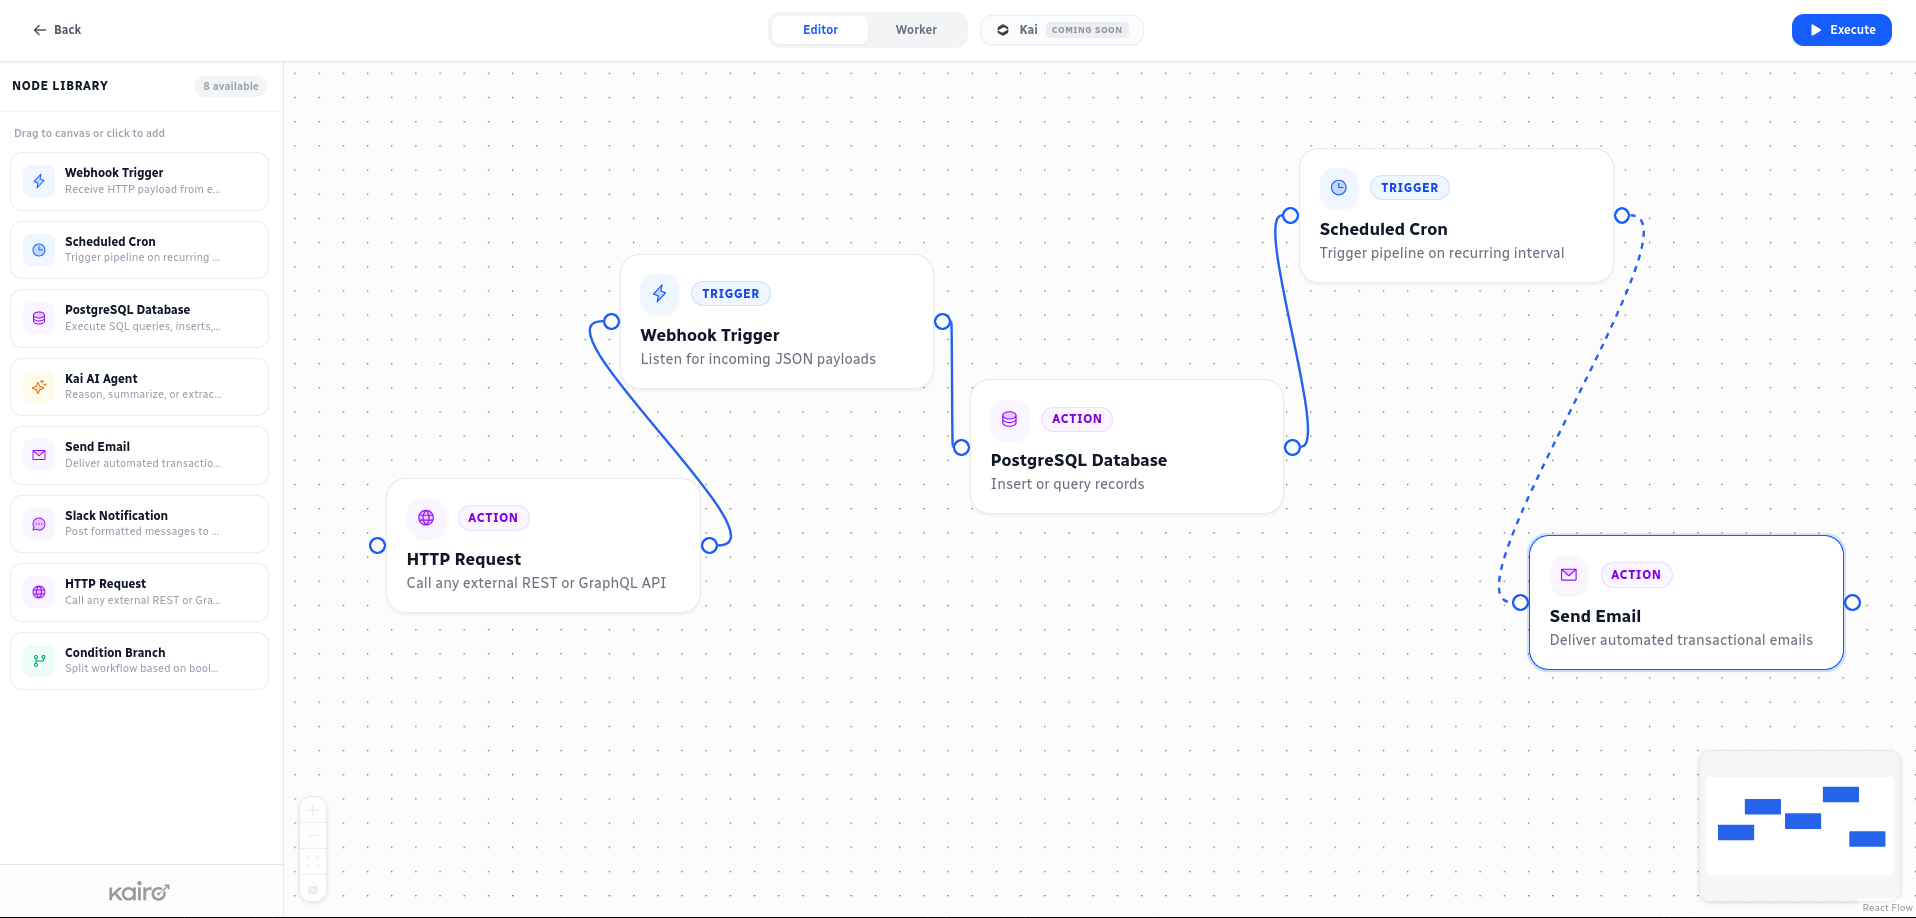 Back
Editor
Worker
Kai
COMING SOON
Execute
NODE LIBRARY
8 available
Drag to canvas or click to add
Webhook Trigger
Receive HTTP payload from e...
Scheduled Cron
Trigger pipeline on recurring ...
PostgreSQL Database
Execute SQL queries, inserts,...
Kai AI Agent
Reason, summarize, or extrac...
Send Email
Deliver automated transactio...
Slack Notification
Post formatted messages to ...
HTTP Request
Call any external REST or Gra...
Condition Branch
Split workflow based on bool...
kairo
TRIGGER
Scheduled Cron
Trigger pipeline on recurring interval
TRIGGER
Webhook Trigger
Listen for incoming JSON payloads
ACTION
PostgreSQL Database
Insert or query records
ACTION
HTTP Request
Call any external REST or GraphQL API
ACTION
Send Email
Deliver automated transactional emails
React Flow